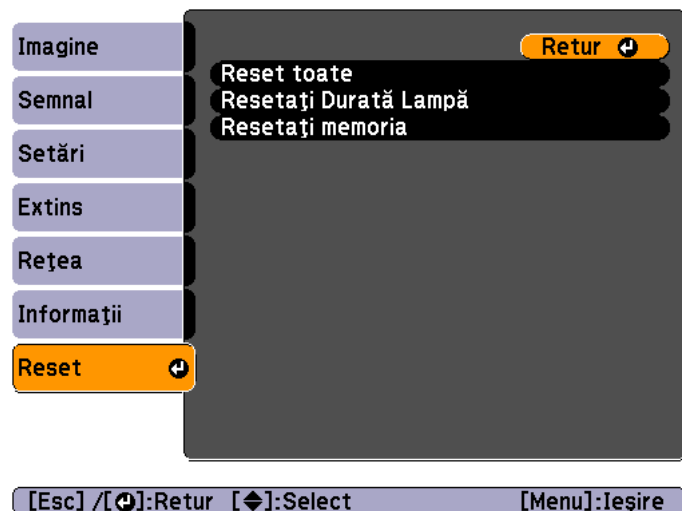 Imagine
Retur
Reset toate
Semnal
Resetaţi Durată Lampă
Resetaţi memoria
Setări
Extins
Reţea
Informaţii
Reset
[Esc] /[⏎]:Retur [◆]:Select [Menu]:Ieşire